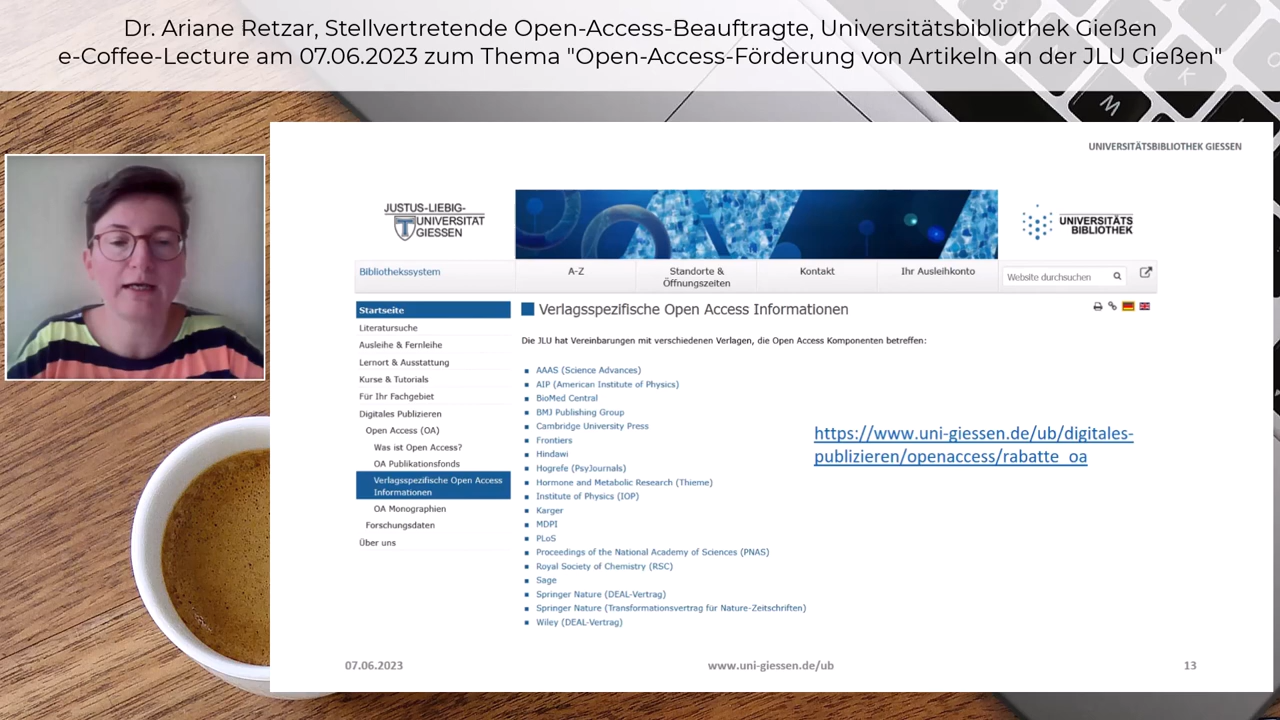 Dr. Ariane Retzar, Stellvertretende Open-Access-Beauftragte, Universitätsbibliothek Gießen
e-Coffee-Lecture am 07.06.2023 zum Thema "Open-Access-Förderung von Artikeln an der JLU Gießen"
M
UNIVERSITÄTSBIBLIOTHEK GIESSEN
JUSTUS-LIEBIG-
UNIVERSITÄT
GIESSEN
UNIVERSITÄTS
BIBLIOTHEK
Bibliothekssystem
A-Z
Standorte &
Öffnungszeiten
Kontakt
Ihr Ausleihkonto
Website durchsuchen
Startseite
Literatursuche
Ausleihe & Fernleihe
Lernort & Ausstattung
Kurse & Tutorials
Für Ihr Fachgebiet
Digitales Publizieren
Open Access (OA)
Was ist Open Access?
OA Publikationsfonds
Verlagsspezifische Open Access
Informationen
OA Monographien
Forschungsdaten
Über uns
Verlagsspezifische Open Access Informationen
Die JLU hat Vereinbarungen mit verschiedenen Verlagen, die Open Access Komponenten betreffen:
AAAS (Science Advances)
AIP (American Institute of Physics)
BioMed Central
BMJ Publishing Group
Cambridge University Press
Frontiers
Hindawi
Hogrefe (PsyJournals)
Hormone and Metabolic Research (Thieme)
Institute of Physics (IOP)
Karger
MDPI
PLoS
Proceedings of the National Academy of Sciences (PNAS)
Royal Society of Chemistry (RSC)
Sage
Springer Nature (DEAL-Vertrag)
Springer Nature (Transformationsvertrag für Nature-Zeitschriften)
Wiley (DEAL-Vertrag)
https://www.uni-giessen.de/ub/digitales-
publizieren/openaccess/rabatte_oa
07.06.2023
www.uni-giessen.de/ub
13